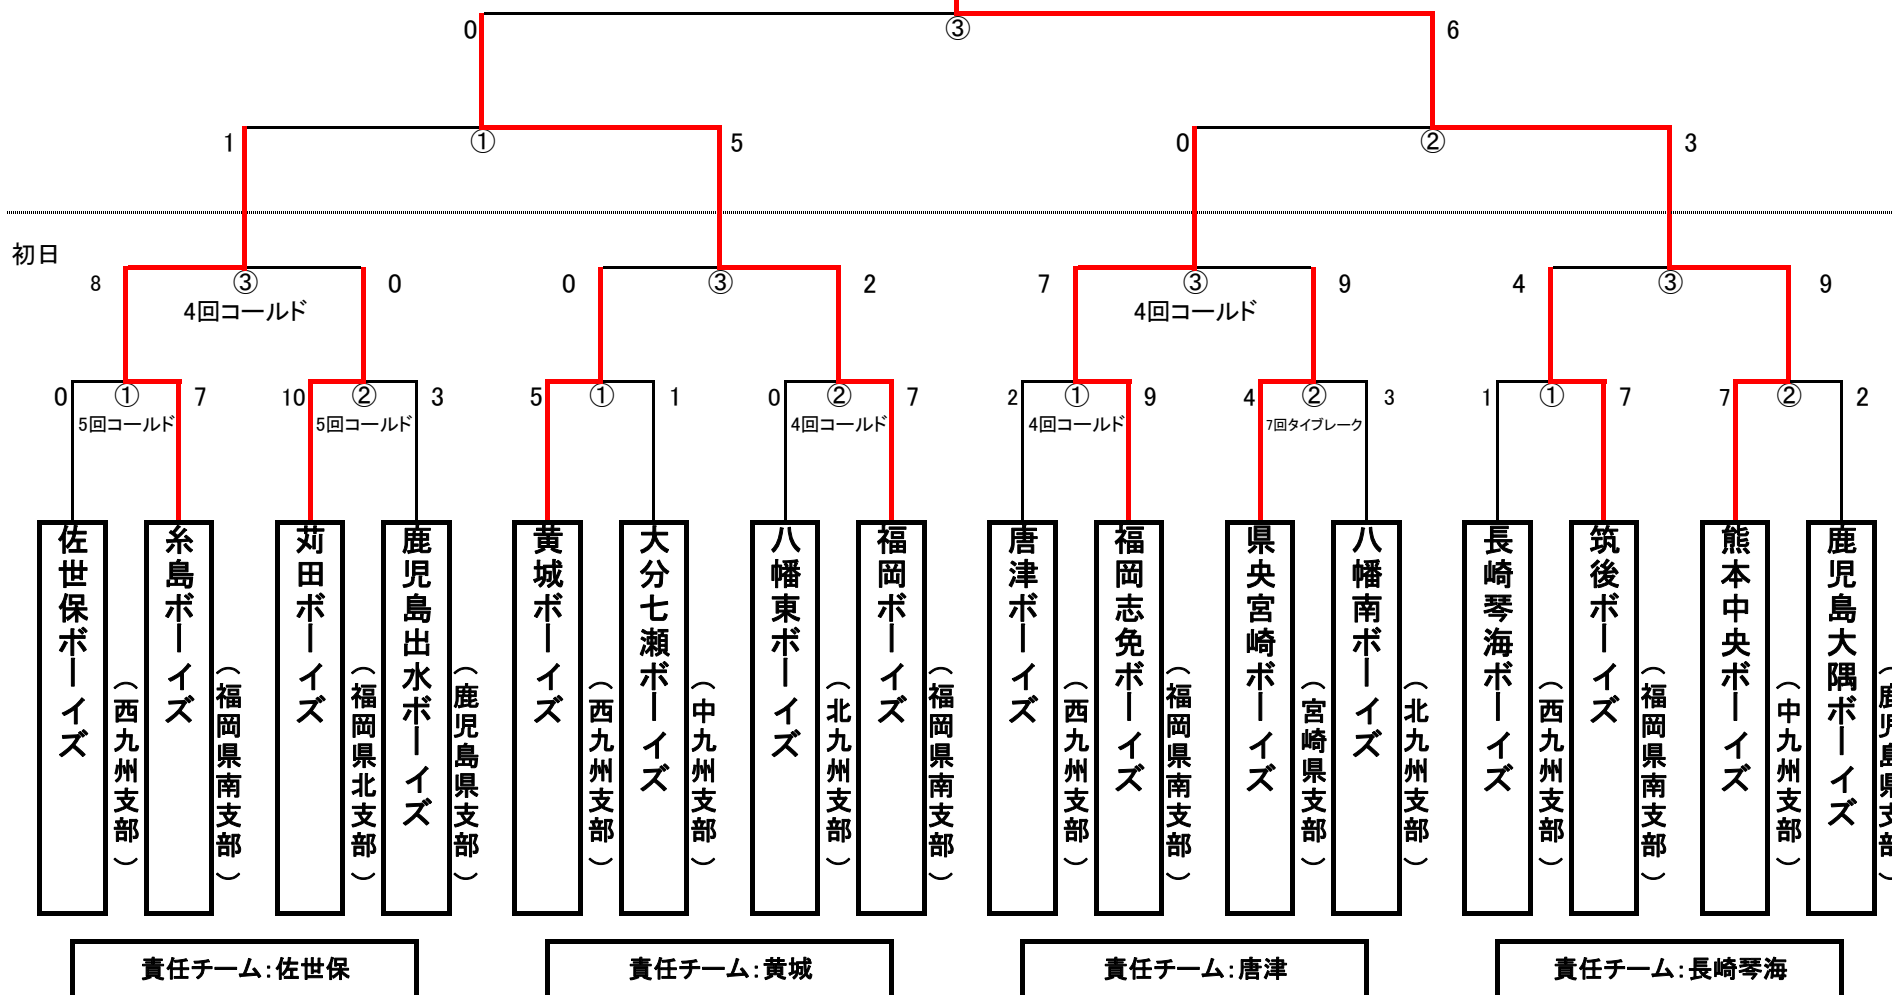 0 ③ 6
1 ① 5 0 ② 3
初日
8 ③ 0 0 ③ 2 7 ③ 9 4 ③ 9
4回コールド 4回コールド
0 ① 7 10 ② 3 5 ① 1 0 ② 7 2 ① 9 4 ② 3 1 ① 7 7 ② 2
5回コールド 5回コールド 4回コールド 4回コールド 7回タイブレーク
佐世保ボーイズ
(西九州支部)
糸島ボーイズ
(福岡県南支部)
苅田ボーイズ
(福岡県北支部)
鹿児島出水ボーイズ
(鹿児島県支部)
黄城ボーイズ
(西九州支部)
大分七瀬ボーイズ
(中九州支部)
八幡東ボーイズ
(北九州支部)
福岡ボーイズ
(福岡県南支部)
唐津ボーイズ
(西九州支部)
福岡志免ボーイズ
(福岡県南支部)
県央宮崎ボーイズ
(宮崎県支部)
八幡南ボーイズ
(北九州支部)
長崎琴海ボーイズ
(西九州支部)
筑後ボーイズ
(福岡県南支部)
熊本中央ボーイズ
(中九州支部)
鹿児島大隅ボーイズ
(鹿児島県支部)
責任チーム:佐世保
責任チーム:黄城
責任チーム:唐津
責任チーム:長崎琴海